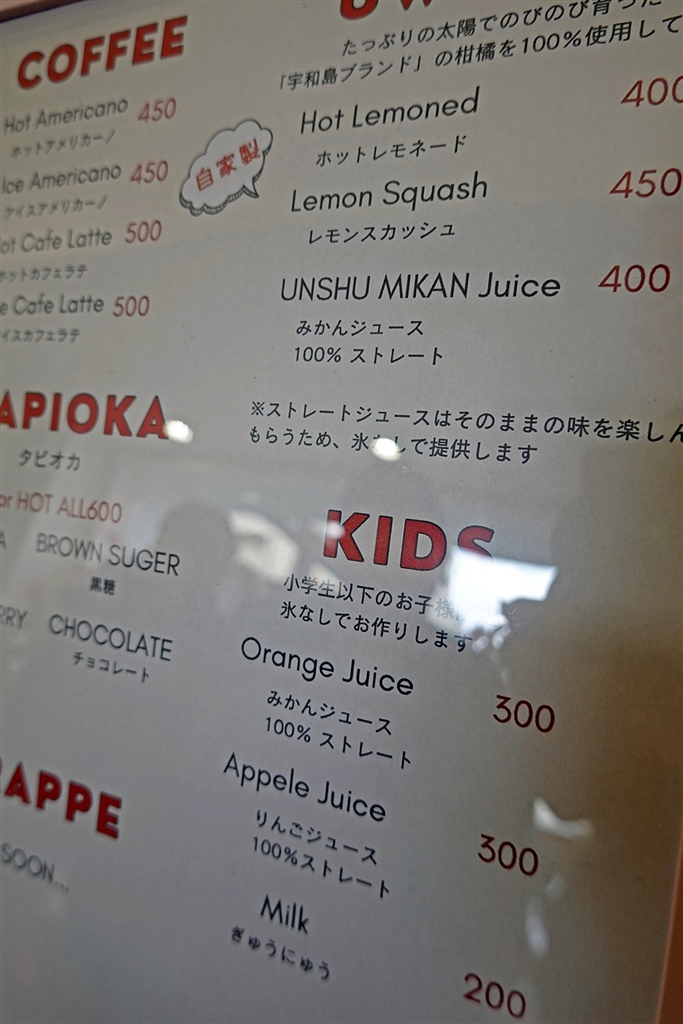 COFFEE
Hot Americano 450
ホットアメリカーノ
Ice Americano 450
アイスアメリカーノ
Hot Cafe Latte 500
ホットカフェラテ
Cafe Latte 500
イスカフェラテ
APIOKA
タピオカ
or HOT ALL600
BROWN SUGER
黒糖
CHOCOLATE
チョコレート
RAPPE
SOON...
たっぷりの太陽でのびのび育った
「宇和島ブランド」の柑橘を100%使用して
自家製
Hot Lemoned 400
ホットレモネード
Lemon Squash 450
レモンスカッシュ
UNSHU MIKAN Juice 400
みかんジュース
100% ストレート
※ストレートジュースはそのままの味を楽しん
もらうため、氷なしで提供します
KIDS
小学生以下のお子様
氷なしでお作りします
Orange Juice
みかんジュース
100% ストレート
300
Appele Juice
りんごジュース
100%ストレート
300
Milk
ぎゅうにゅう
200